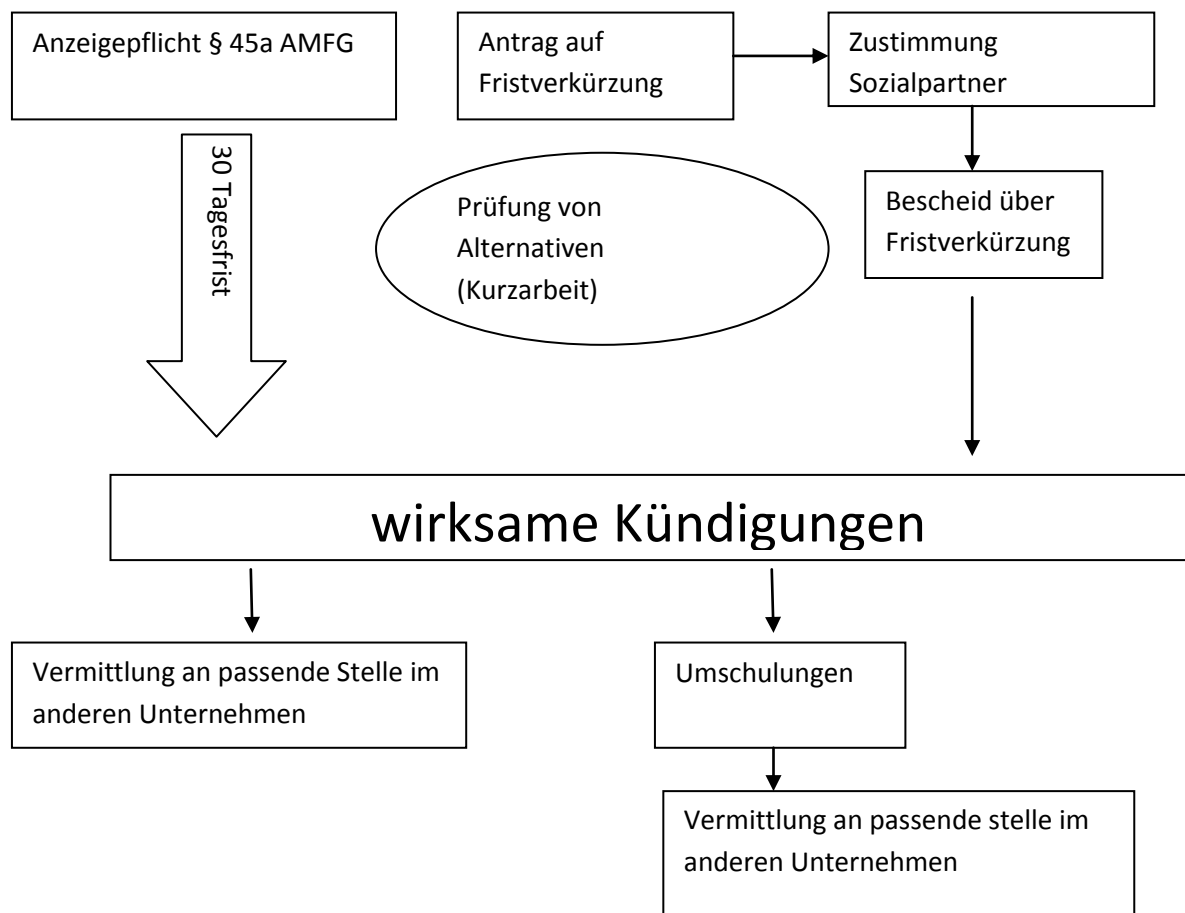 Anzeigepflicht § 45a AMFG
Antrag auf
Fristverkürzung
Zustimmung
Sozialpartner
30 Tagesfrist
Prüfung von
Alternativen
(Kurzarbeit)
Bescheid über
Fristverkürzung
wirksame Kündigungen
Vermittlung an passende Stelle im
anderen Unternehmen
Umschulungen
Vermittlung an passende stelle im
anderen Unternehmen